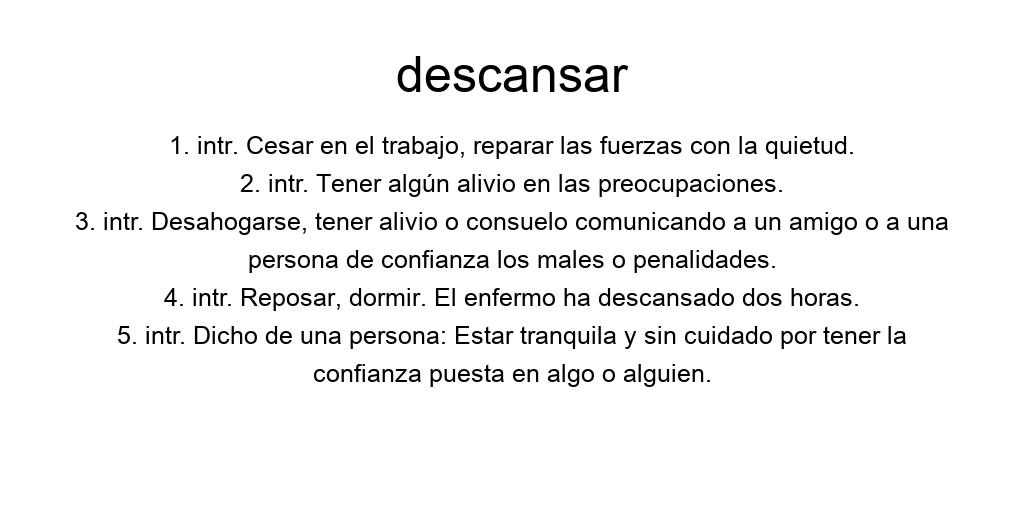 descansar
1. intr. Cesar en el trabajo, reparar las fuerzas con la quietud.
2. intr. Tener algún alivio en las preocupaciones.
3. intr. Desahogarse, tener alivio o consuelo comunicando a un amigo o a una
persona de confianza los males o penalidades.
4. intr. Reposar, dormir. El enfermo ha descansado dos horas.
5. intr. Dicho de una persona: Estar tranquila y sin cuidado por tener la
confianza puesta en algo o alguien.